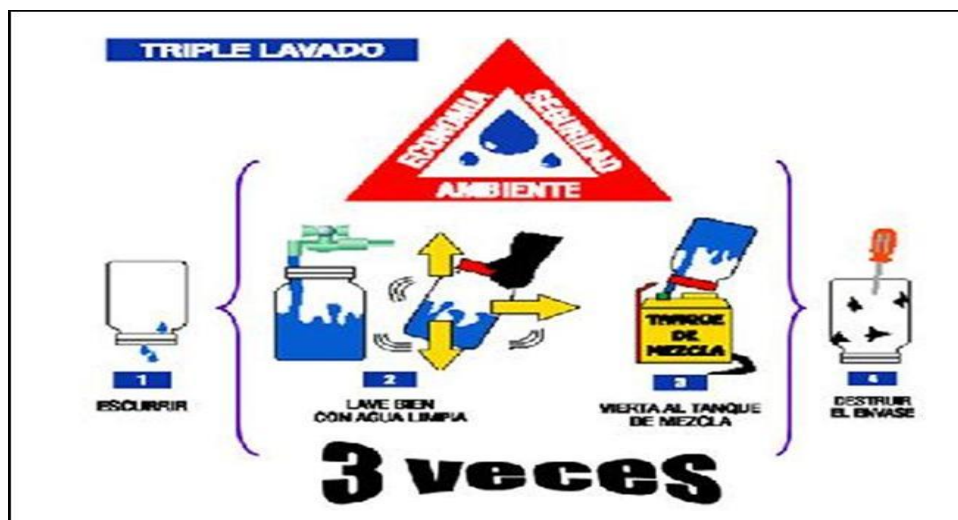 TRIPLE LAVADO
ECONOMIA
SEGURIDAD
AMBIENTE
1
ESCURRIR
2
LAVE BIEN
CON AGUA LIMPIA
TANQUE
DE
MEZCLA
3
VIERTA AL TANQUE
DE MEZCLA
4
DESTRUIR
EL ENVASE
3 veces